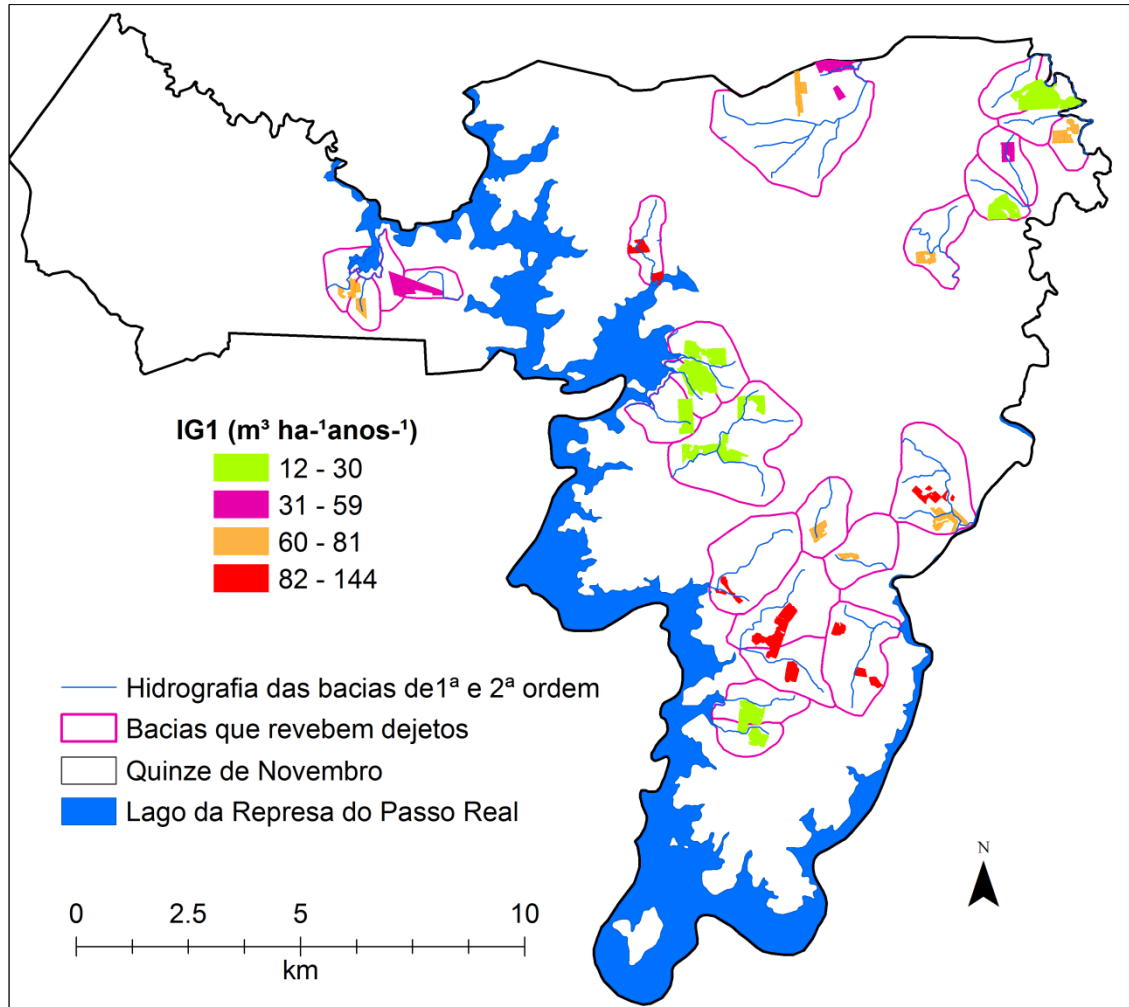 IG1 (m³ ha-¹anos-¹)
12 - 30
31 - 59
60 - 81
82 - 144
Hidrografia das bacias de1ª e 2ª ordem
Bacias que revebem dejetos
Quinze de Novembro
Lago da Represa do Passo Real
N
0 2.5 5 10
km